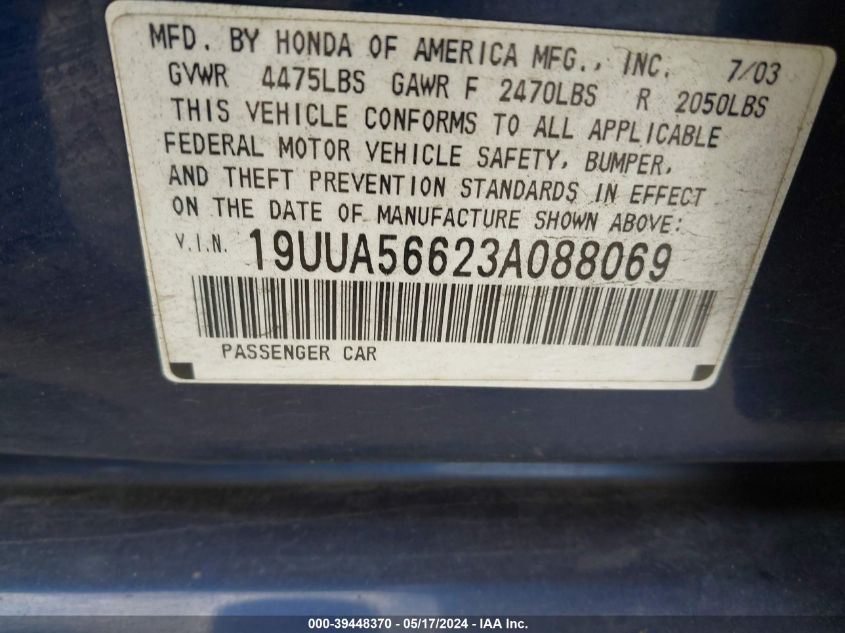 MFD. BY HONDA OF AMERICA MFG., INC. 7/03
GVWR 4475LBS GAWR F 2470LBS R 2050LBS
THIS VEHICLE CONFORMS TO ALL APPLICABLE
FEDERAL MOTOR VEHICLE SAFETY, BUMPER,
AND THEFT PREVENTION STANDARDS IN EFFECT
ON THE DATE OF MANUFACTURE SHOWN ABOVE:
V.I.N. 19UUA56623A088069
PASSENGER CAR
000-39448370 - 05/17/2024 - IAA Inc.